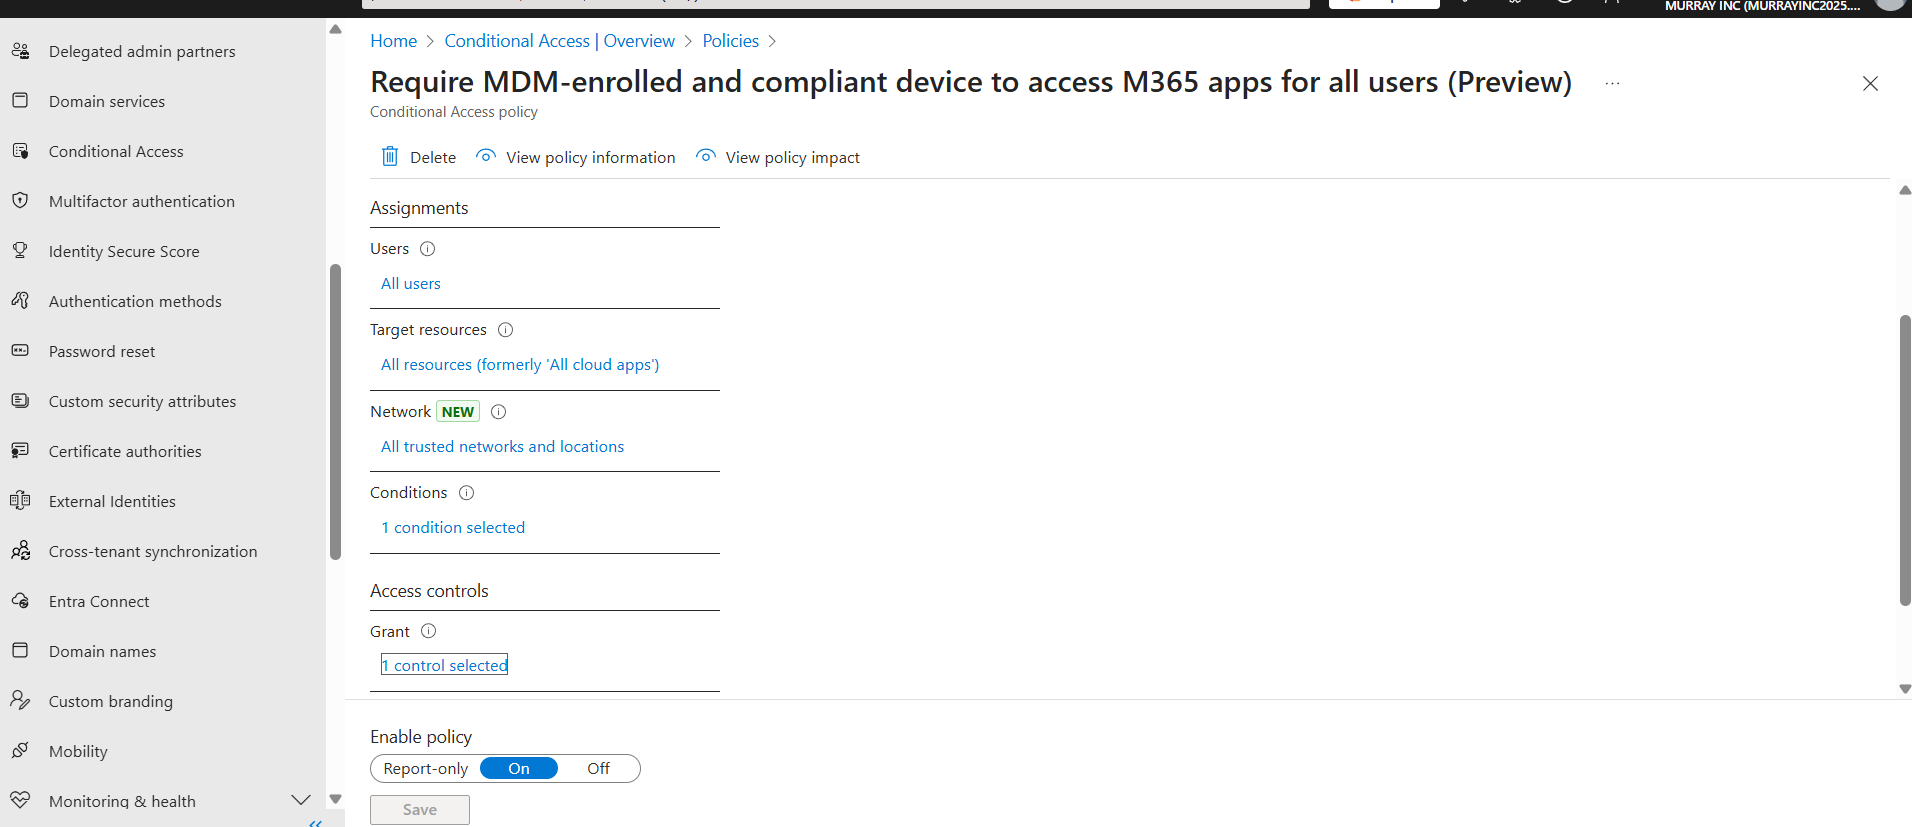 MURRAY INC (MURRAYINC2025....
Delegated admin partners
Domain services
Conditional Access
Multifactor authentication
Identity Secure Score
Authentication methods
Password reset
Custom security attributes
Certificate authorities
External Identities
Cross-tenant synchronization
Entra Connect
Domain names
Custom branding
Mobility
Monitoring & health
Home > Conditional Access | Overview > Policies >
Require MDM-enrolled and compliant device to access M365 apps for all users (Preview) ...
Conditional Access policy
Delete View policy information View policy impact
Assignments
Users
All users
Target resources
All resources (formerly 'All cloud apps')
Network NEW
All trusted networks and locations
Conditions
1 condition selected
Access controls
Grant
1 control selected
Enable policy
Report-only On Off
Save